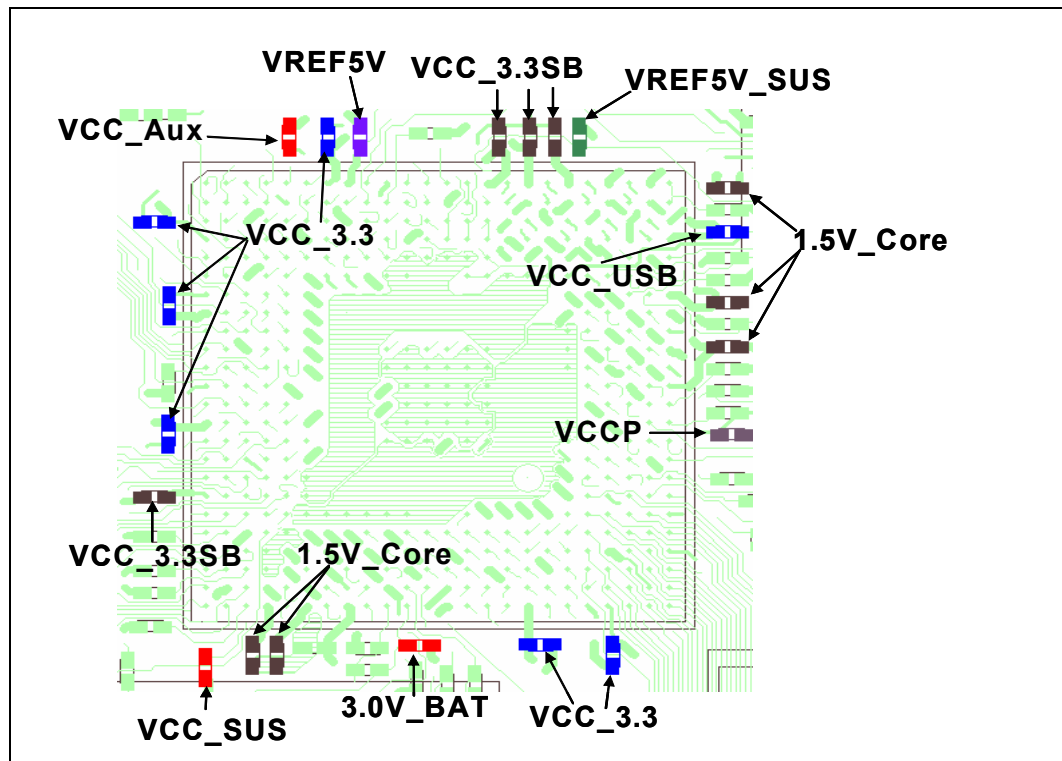 VREF5V
VCC_3.3SB
VREF5V_SUS
VCC_Aux
VCC_3.3
1.5V_Core
VCC_USB
VCCP
VCC_3.3SB
1.5V_Core
3.0V_BAT
VCC_3.3
VCC_SUS